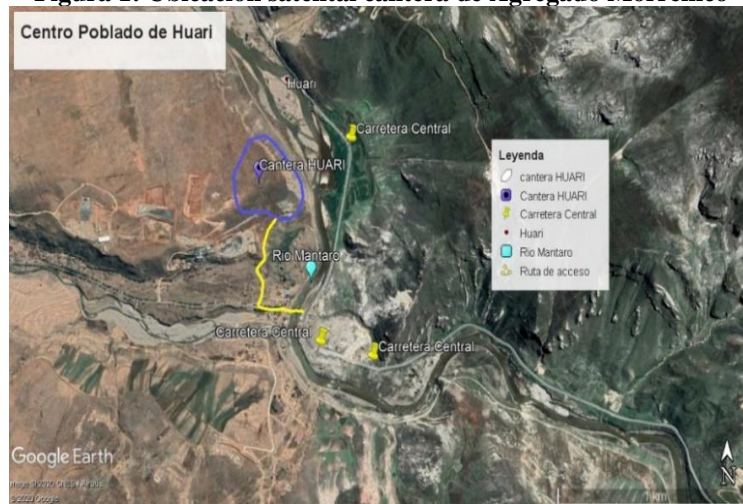 Figura 1: Ubicación satelital cantera de Agregado Morrénico
Centro Poblado de Huari
Huari
Carretera Central
Cantera HUARI
Leyenda
cantera HUARI
Cantera HUARI
Carretera Central
Huari
Rio Mantaro
Ruta de acceso
Rio Mantaro
Carretera Central
Carretera Central
Google Earth
1 km
N